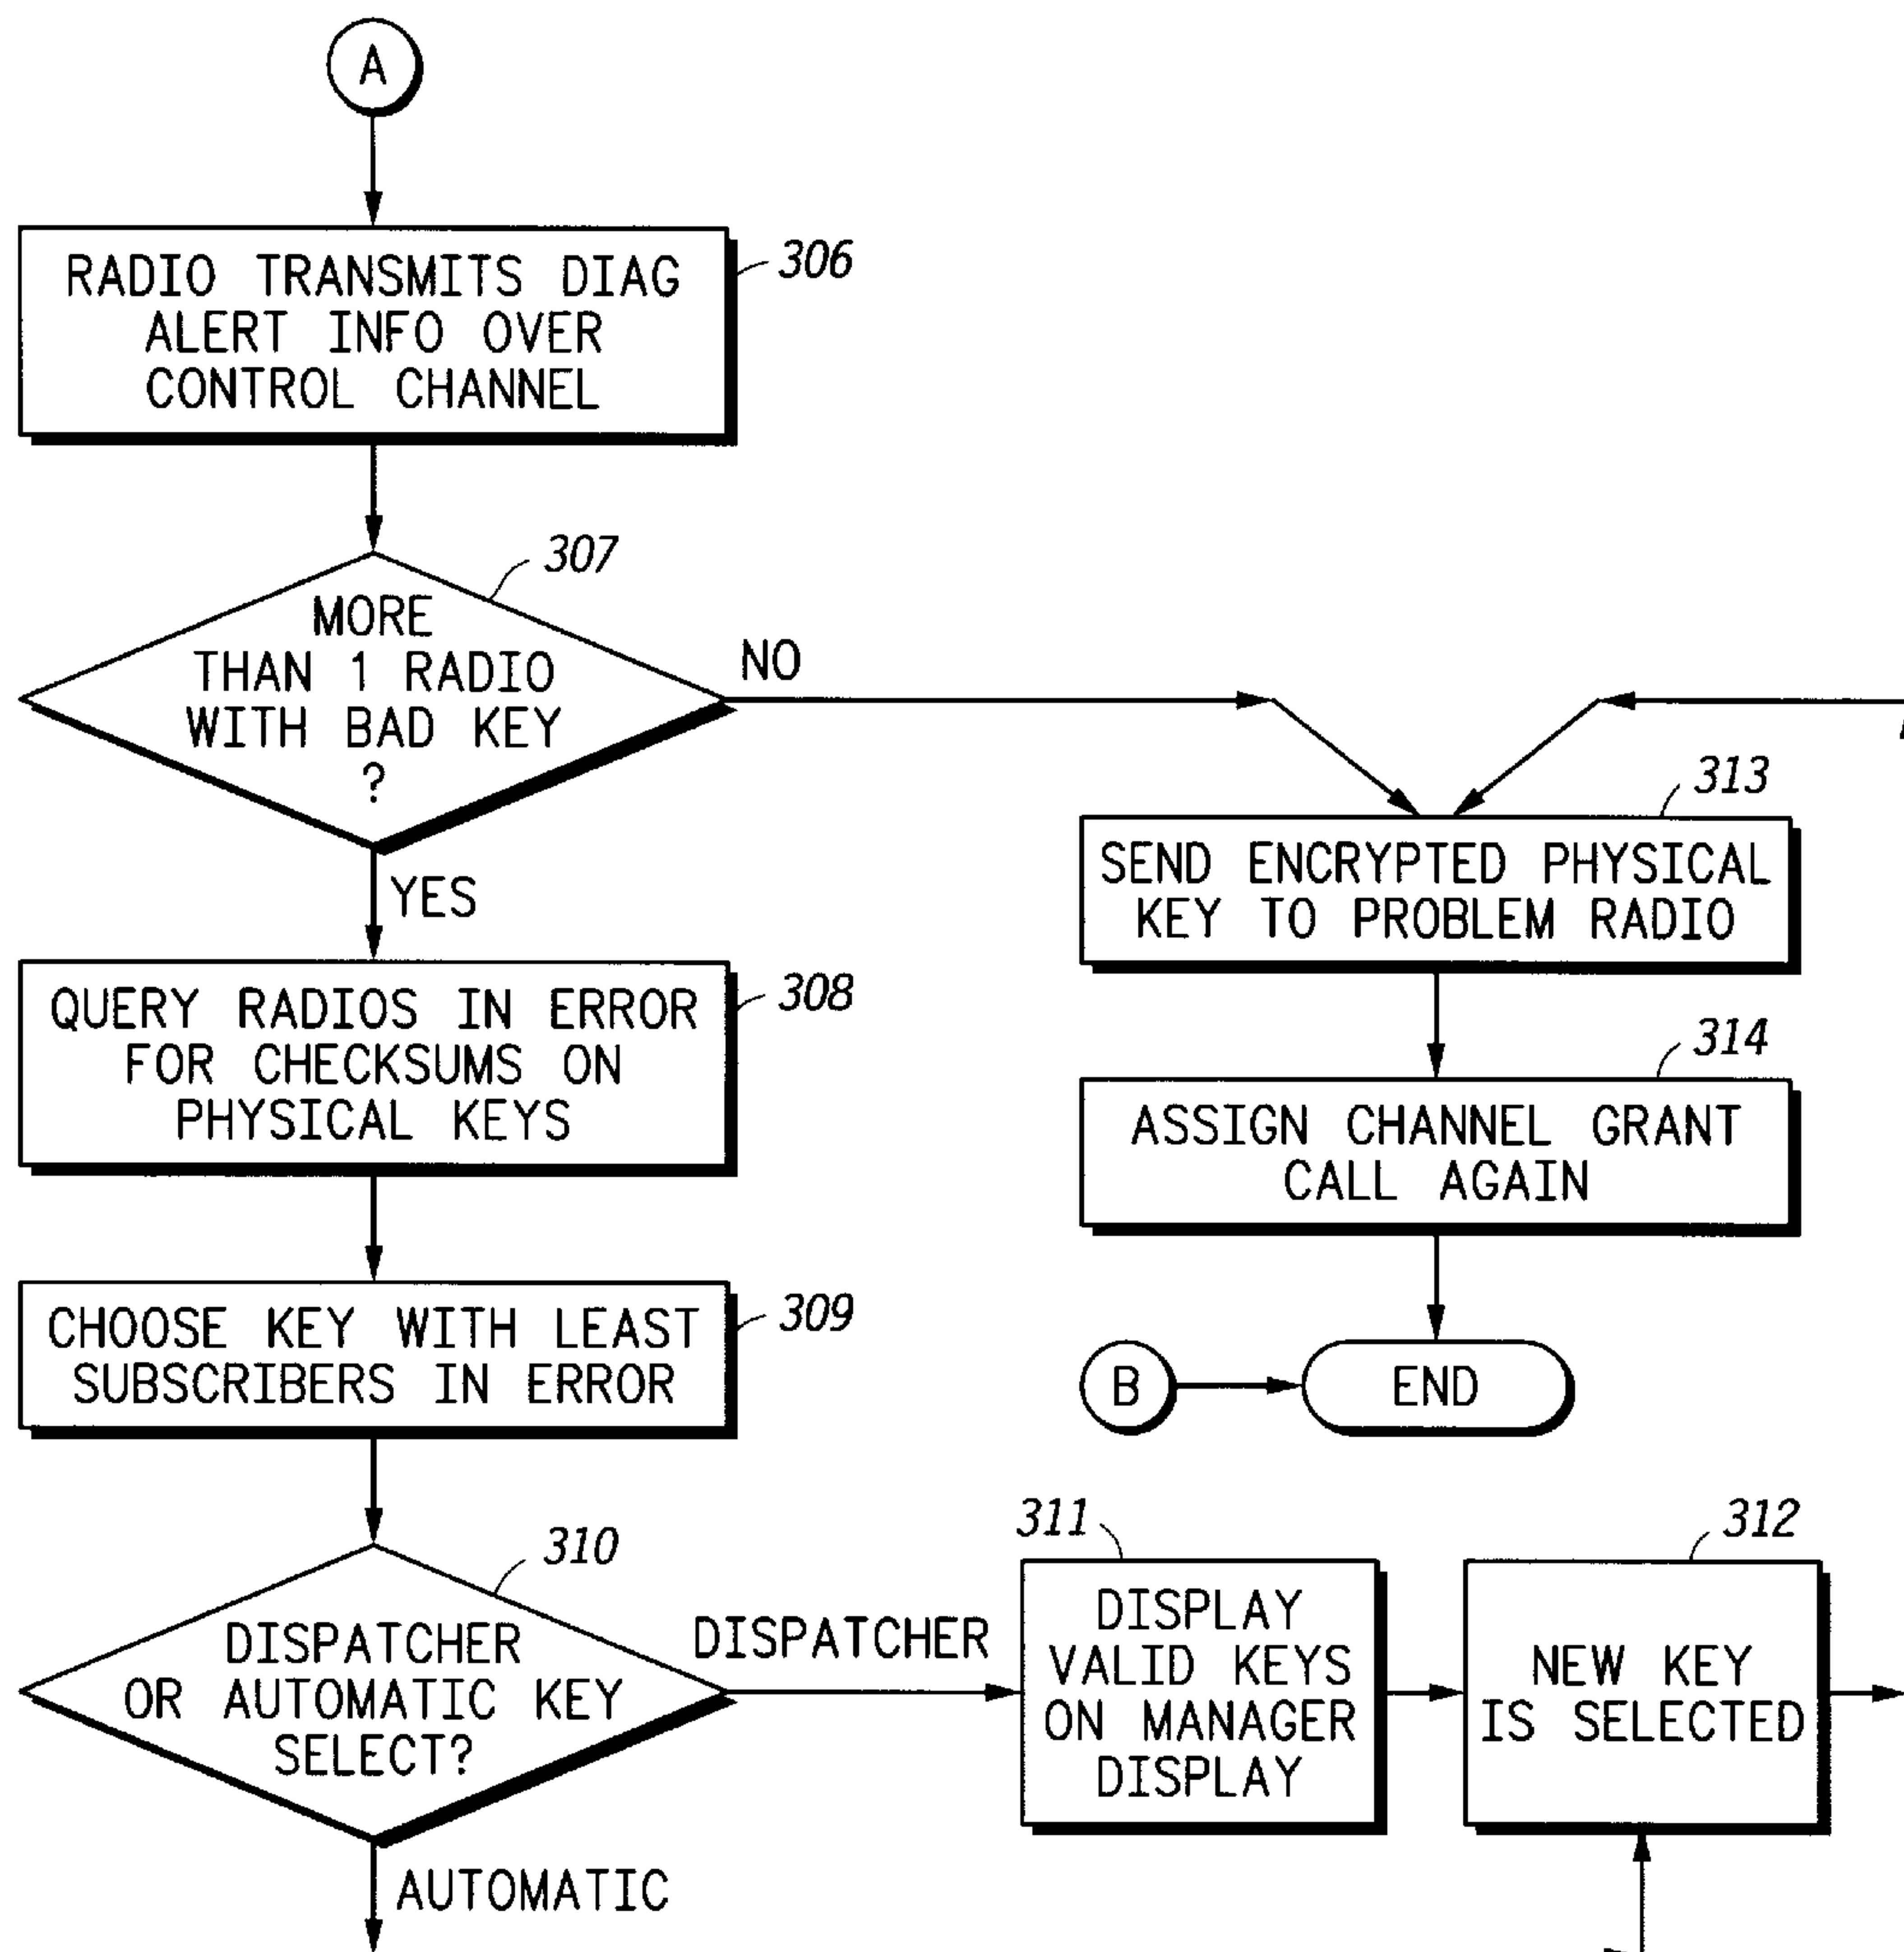 A
RADIO TRANSMITS DIAG
ALERT INFO OVER
CONTROL CHANNEL
306
307
MORE
THAN 1 RADIO
WITH BAD KEY
?
NO
YES
313
SEND ENCRYPTED PHYSICAL
KEY TO PROBLEM RADIO
QUERY RADIOS IN ERROR
FOR CHECKSUMS ON
PHYSICAL KEYS
308
314
ASSIGN CHANNEL GRANT
CALL AGAIN
CHOOSE KEY WITH LEAST
SUBSCRIBERS IN ERROR
309
B
END
310
DISPATCHER
OR AUTOMATIC KEY
SELECT?
DISPATCHER
311
DISPLAY
VALID KEYS
ON MANAGER
DISPLAY
312
NEW KEY
IS SELECTED
AUTOMATIC